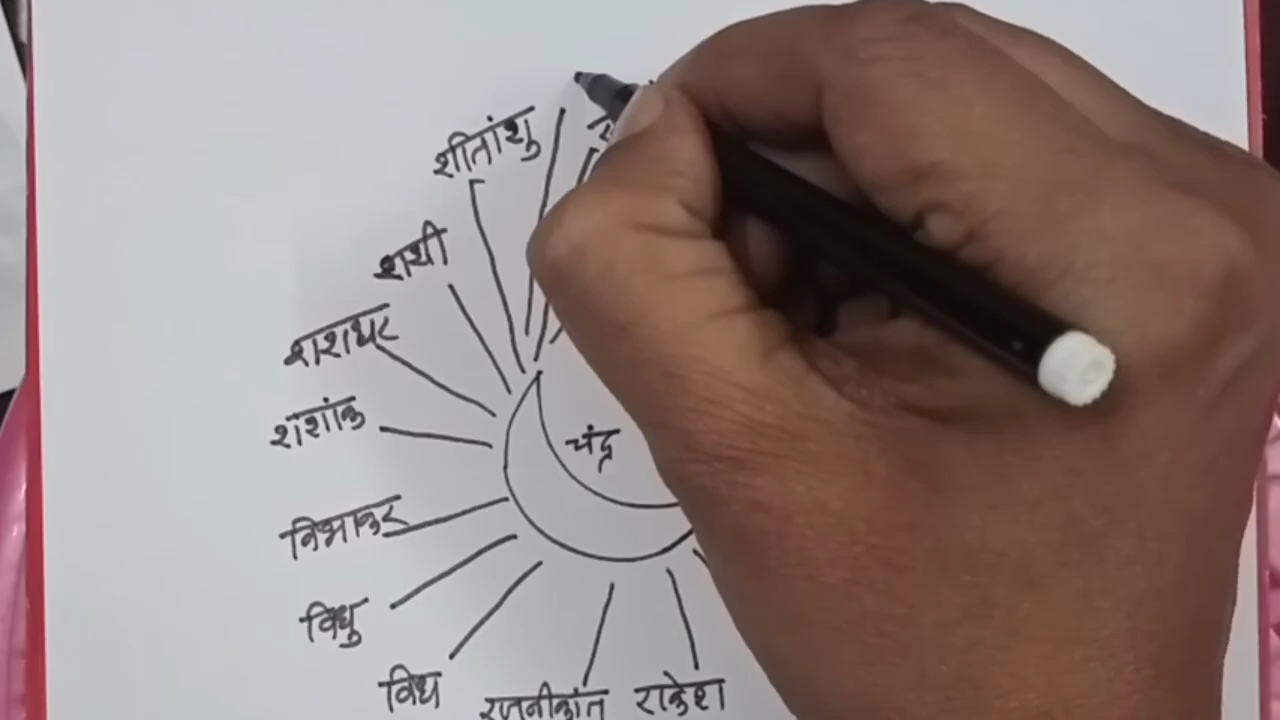 शीतांशु
शशी
शशधर
शशांक
चंद्र
विभाकर
विधु
विध
रजनीकांत
राकेश